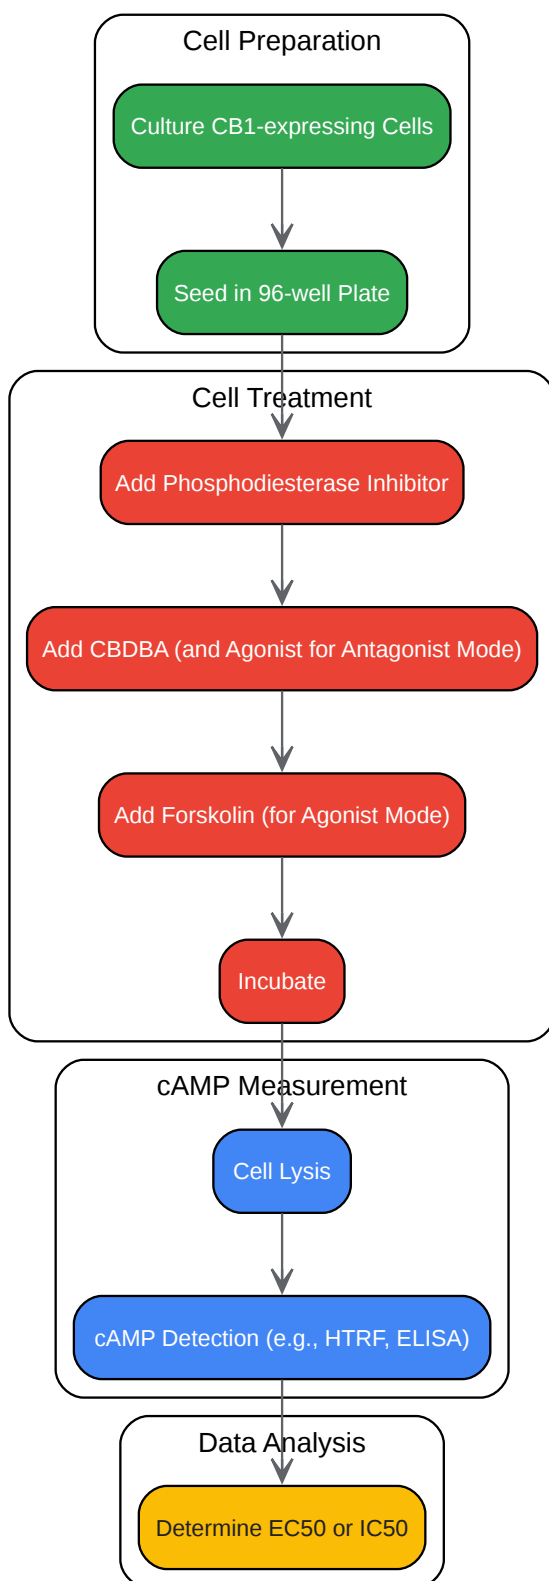 Cell Preparation
Culture CB1-expressing Cells
Seed in 96-well Plate
Cell Treatment
Add Phosphodiesterase Inhibitor
Add CBDBA (and Agonist for Antagonist Mode)
Add Forskolin (for Agonist Mode)
Incubate
cAMP Measurement
Cell Lysis
cAMP Detection (e.g., HTRF, ELISA)
Data Analysis
Determine EC50 or IC50